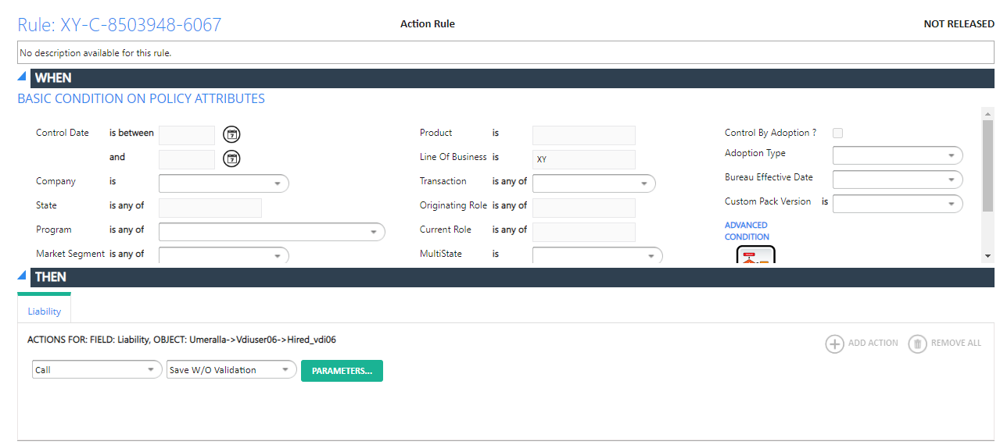 Rule: XY-C-8503948-6067 Action Rule NOT RELEASED
No description available for this rule.
WHEN
BASIC CONDITION ON POLICY ATTRIBUTES
Control Date is between 7 Product is Control By Adoption ?
and 7 Line Of Business is XY Adoption Type
Company is Transaction is any of Bureau Effective Date
State is any of Originating Role is any of Custom Pack Version is
Program is any of Current Role is any of ADVANCED
CONDITION
Market Segment is any of MultiState is
THEN
Liability
ACTIONS FOR: FIELD: Liability, OBJECT: Umeralla->Vdiuser06->Hired_vdi06 ADD ACTION REMOVE ALL
Call Save W/O Validation PARAMETERS...